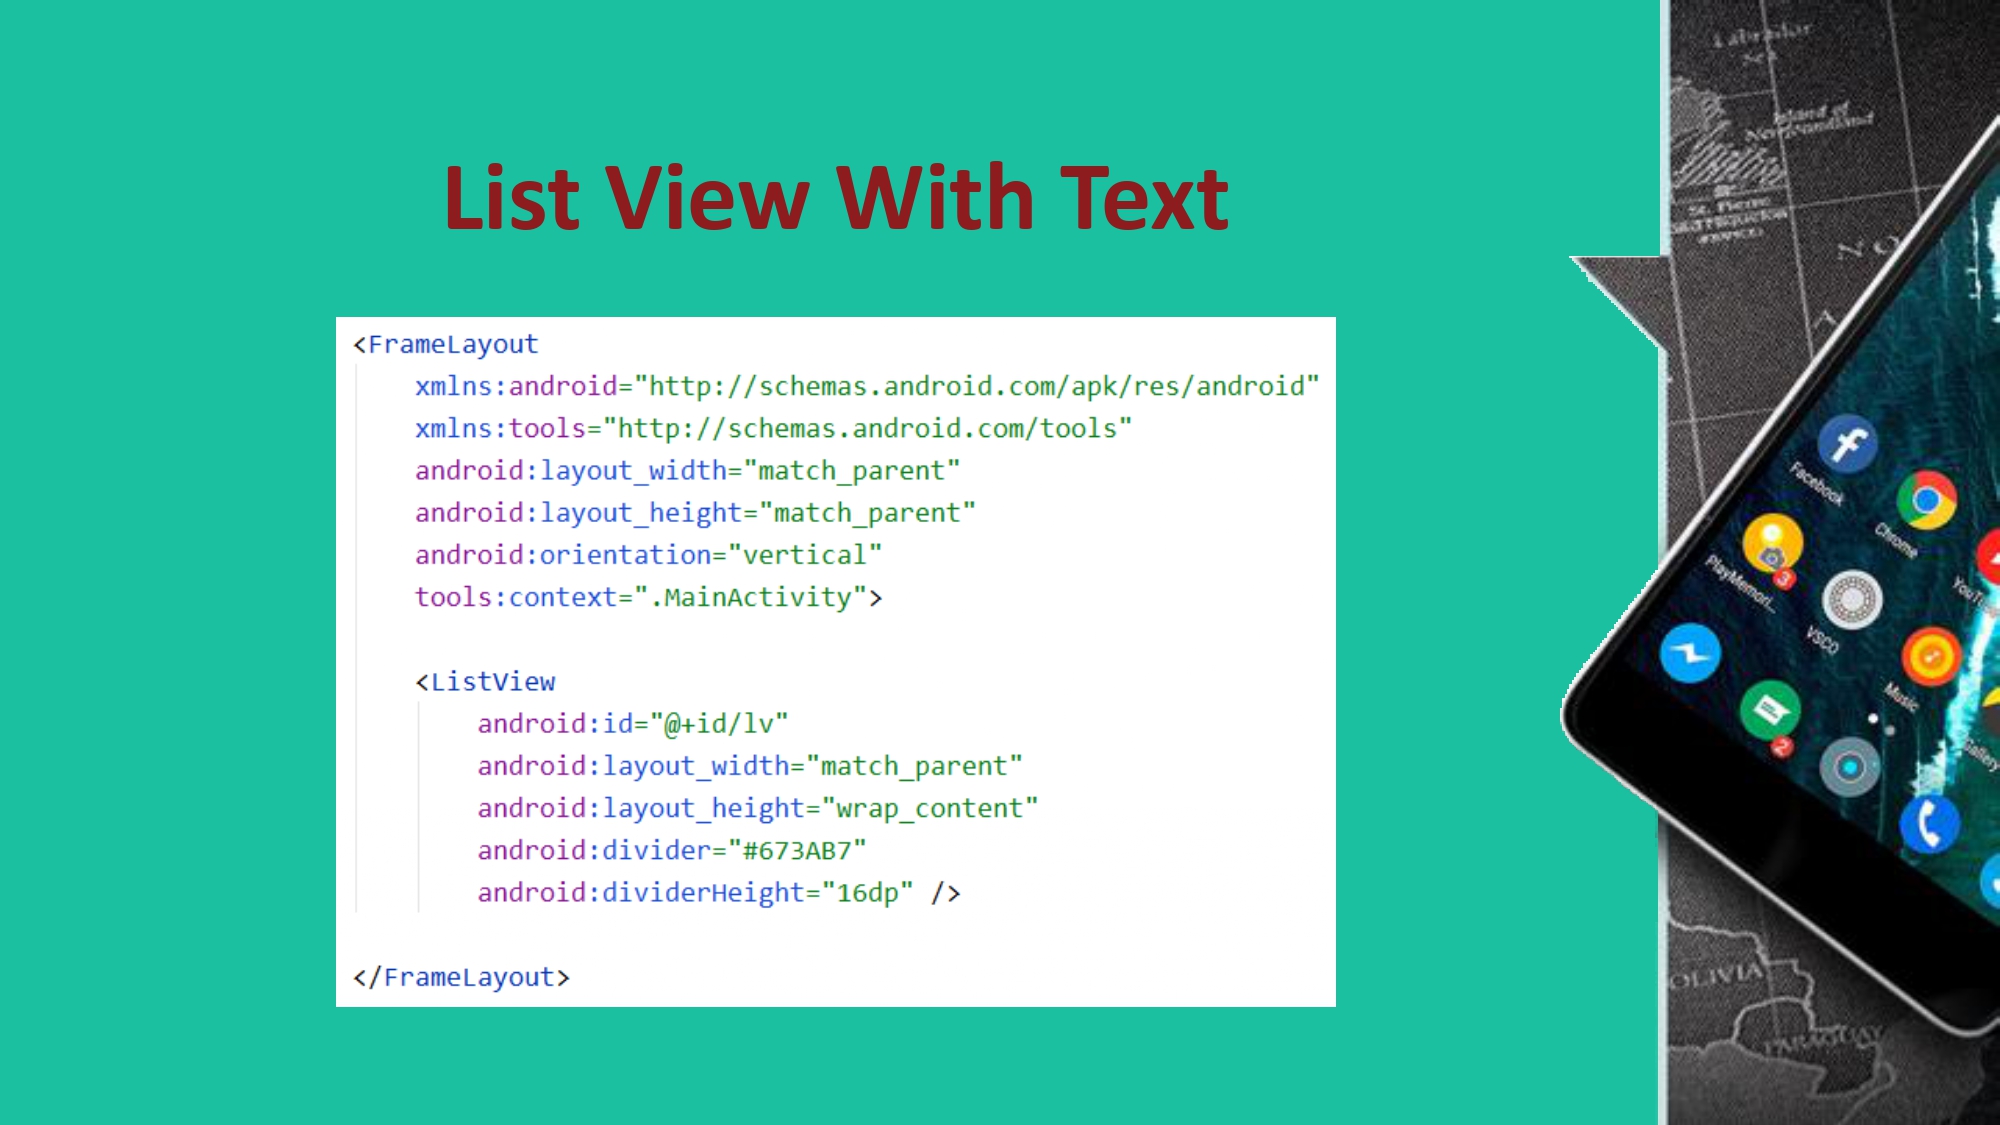 List View With Text
<FrameLayout
xmlns:android="http://schemas.android.com/apk/res/android"
xmlns:tools="http://schemas.android.com/tools"
android:layout_width="match_parent"
android:layout_height="match_parent"
android:orientation="vertical"
tools:context=".MainActivity">
<ListView
android:id="@+id/lv"
android:layout_width="match_parent"
android:layout_height="wrap_content"
android:divider="#673AB7"
android:dividerHeight="16dp" />
</FrameLayout>
Labrador
Island of
Newfoundland
St. Pierre
(FRANCE)
N O
Facebook
Chrome
PlayMemori...
3
VSCO
Music
2
Gallery
OLIVIA
PARAGUAY